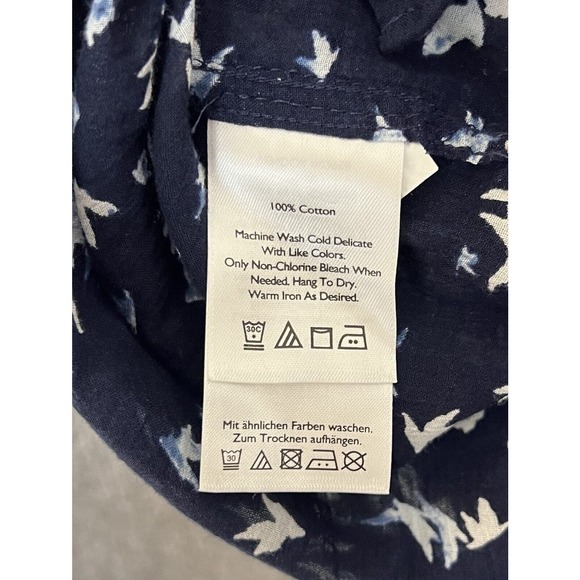 100% Cotton
Machine Wash Cold Delicate
With Like Colors.
Only Non-Chlorine Bleach When
Needed. Hang To Dry.
Warm Iron As Desired.
30C
Mit ähnlichen Farben waschen.
Zum Trocknen aufhängen.
30